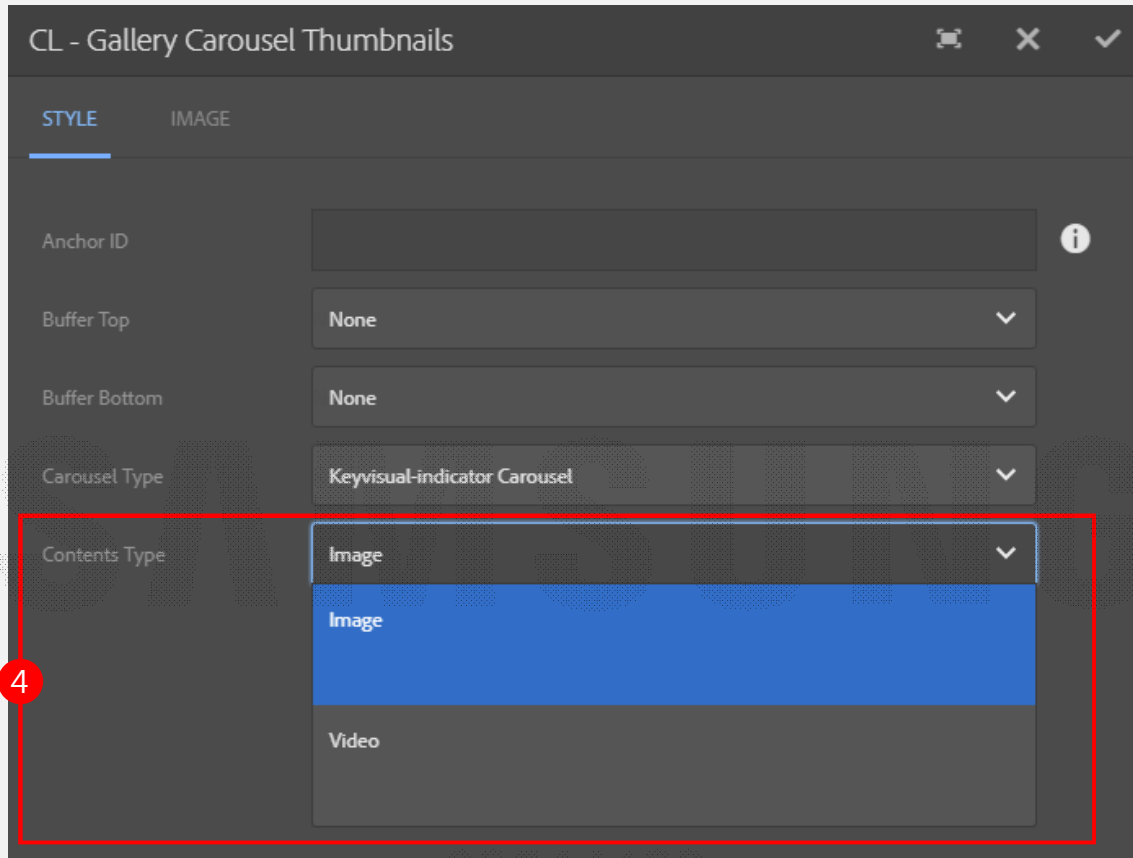 CL - Gallery Carousel Thumbnails
STYLE IMAGE
Anchor ID
Buffer Top None
Buffer Bottom None
Carousel Type Keyvisual-indicator Carousel
SAMSUNG
Contents Type Image
Image
4
Video